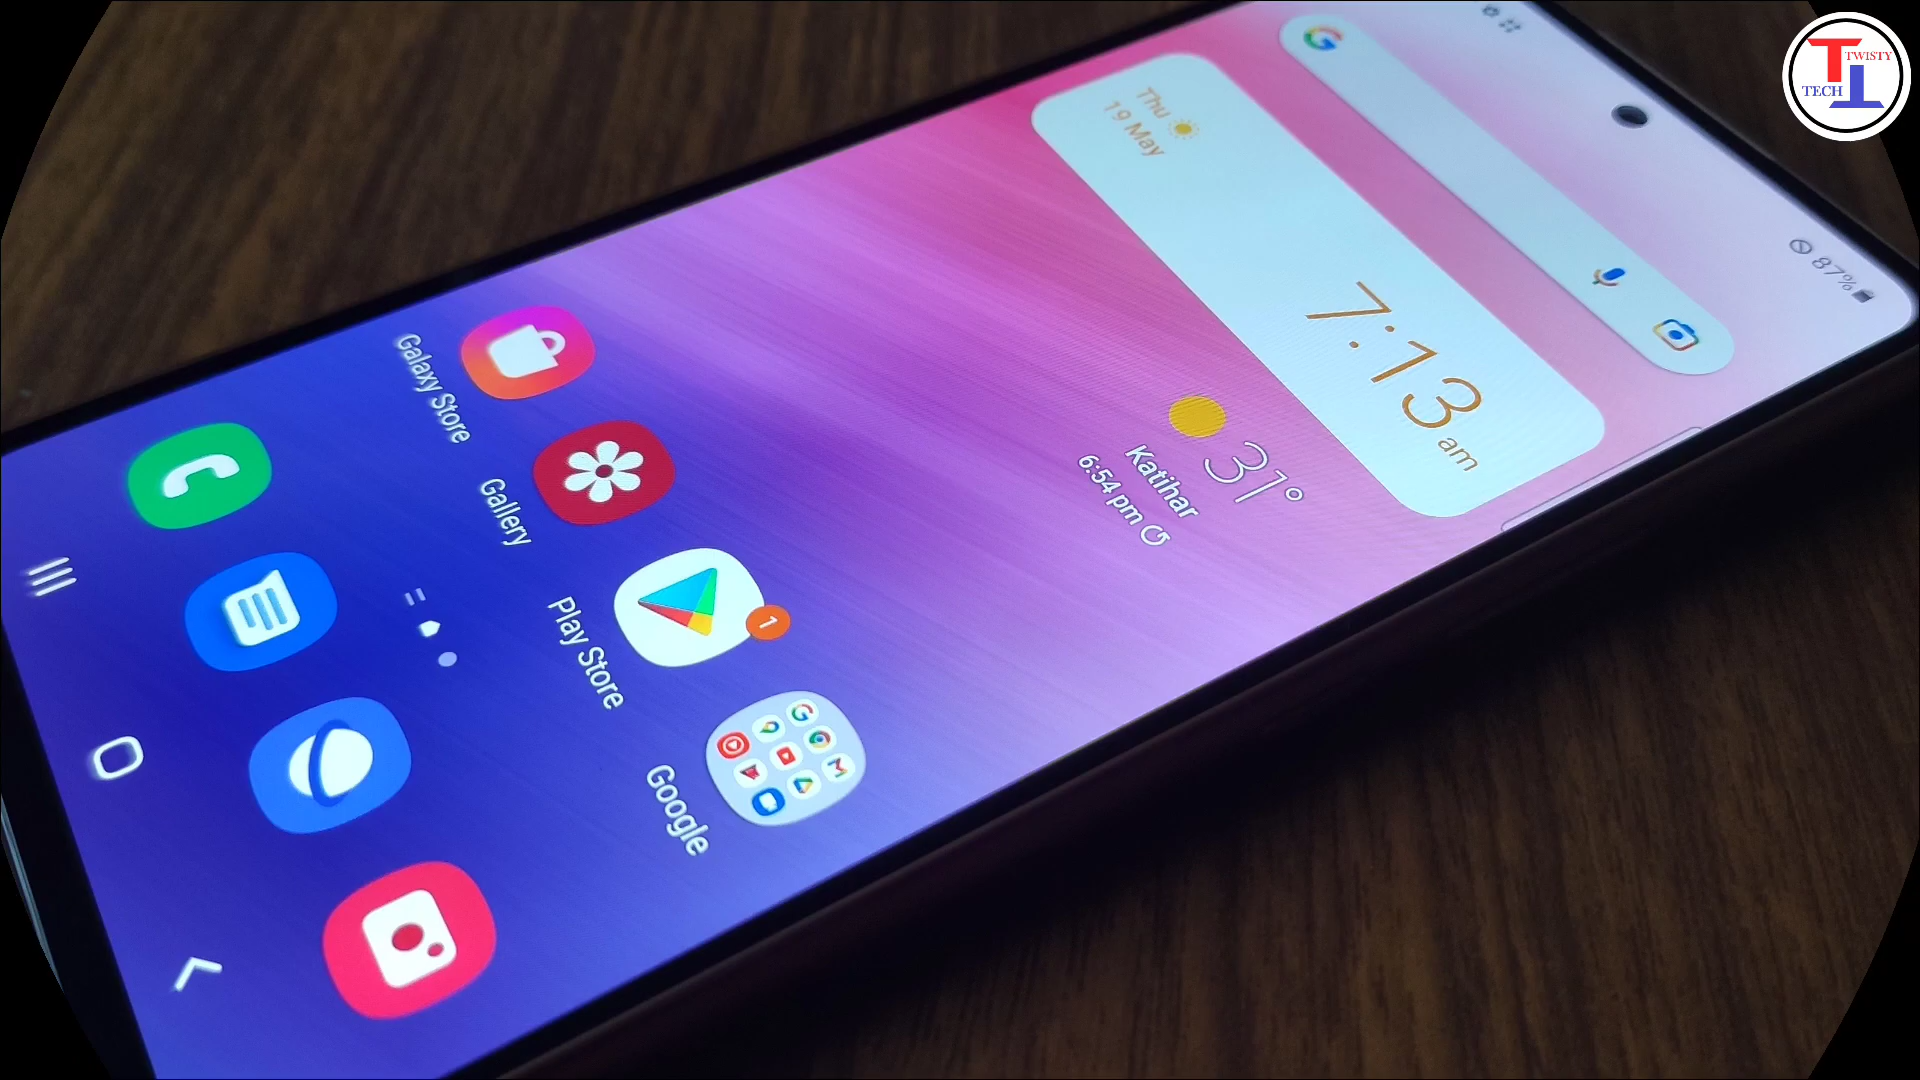 87%
Thu
19 May
7:13 am
31°
Katihar
6:54 pm
Galaxy Store
Gallery
Play Store
1
Google
TWISTY
TECH